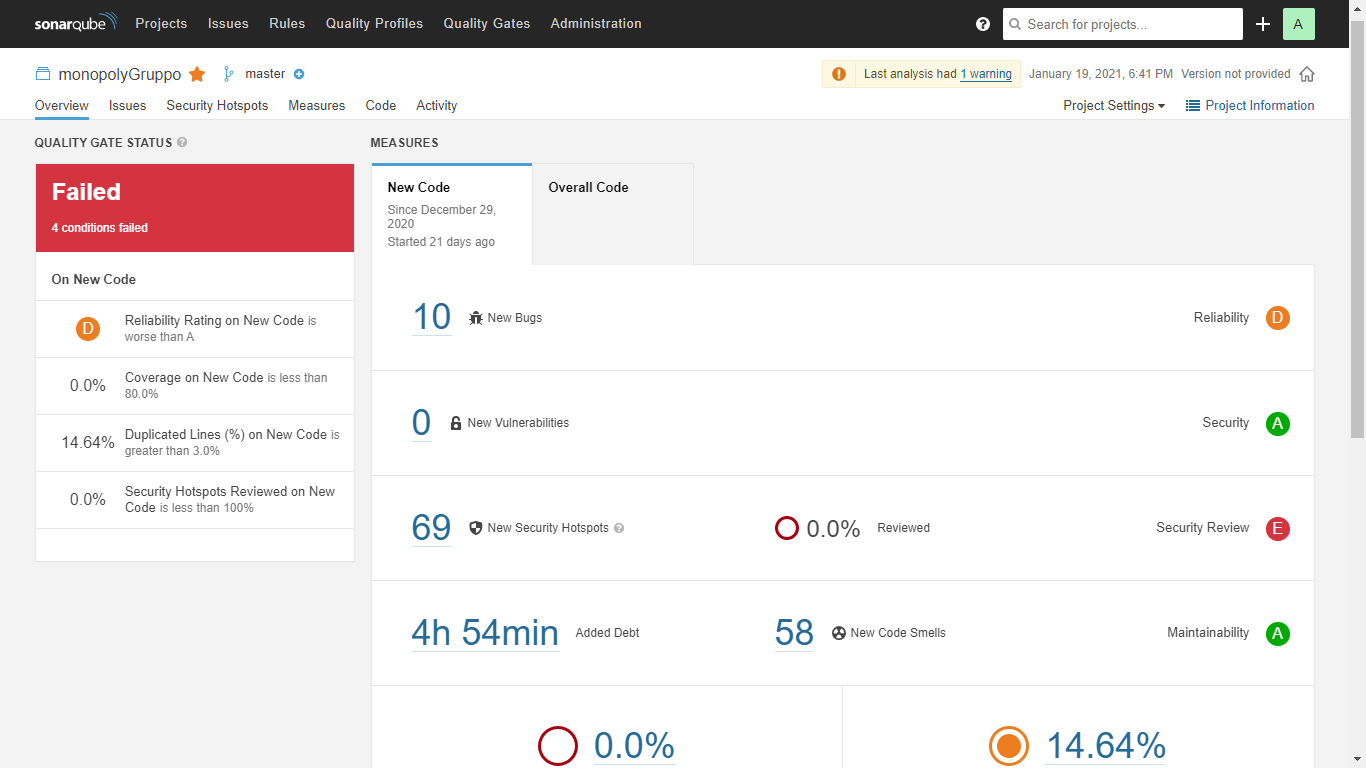 sonarqube Projects Issues Rules Quality Profiles Quality Gates Administration ? Search for projects... A
monopolyGruppo master Last analysis had 1 warning January 19, 2021, 6:41 PM Version not provided
Overview Issues Security Hotspots Measures Code Activity Project Settings Project Information
QUALITY GATE STATUS ?
Failed
4 conditions failed
On New Code
D Reliability Rating on New Code is
worse than A
0.0% Coverage on New Code is less than
80.0%
14.64% Duplicated Lines (%) on New Code is
greater than 3.0%
0.0% Security Hotspots Reviewed on New
Code is less than 100%
MEASURES
New Code
Since December 29,
2020
Started 21 days ago
Overall Code
10 New Bugs Reliability D
0 New Vulnerabilities Security A
69 New Security Hotspots ? 0.0% Reviewed Security Review E
4h 54min Added Debt 58 New Code Smells Maintainability A
0.0% 14.64%